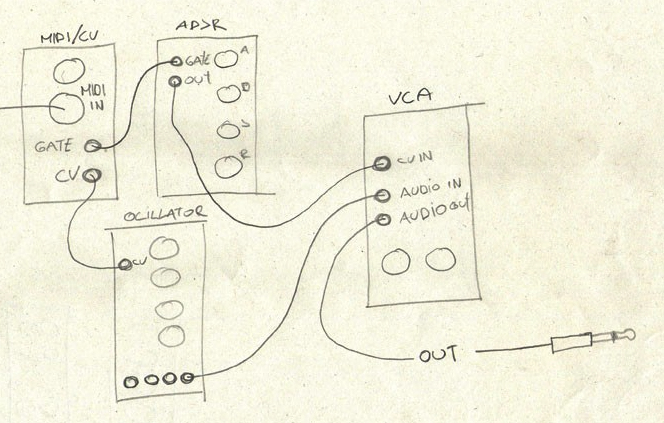 MIDI/CV
MIDI
IN
GATE
CV
ADSR
GATE
OUT
A
D
S
R
OCILLATOR
CV
VCA
CV IN
AUDIO IN
AUDIO OUT
OUT